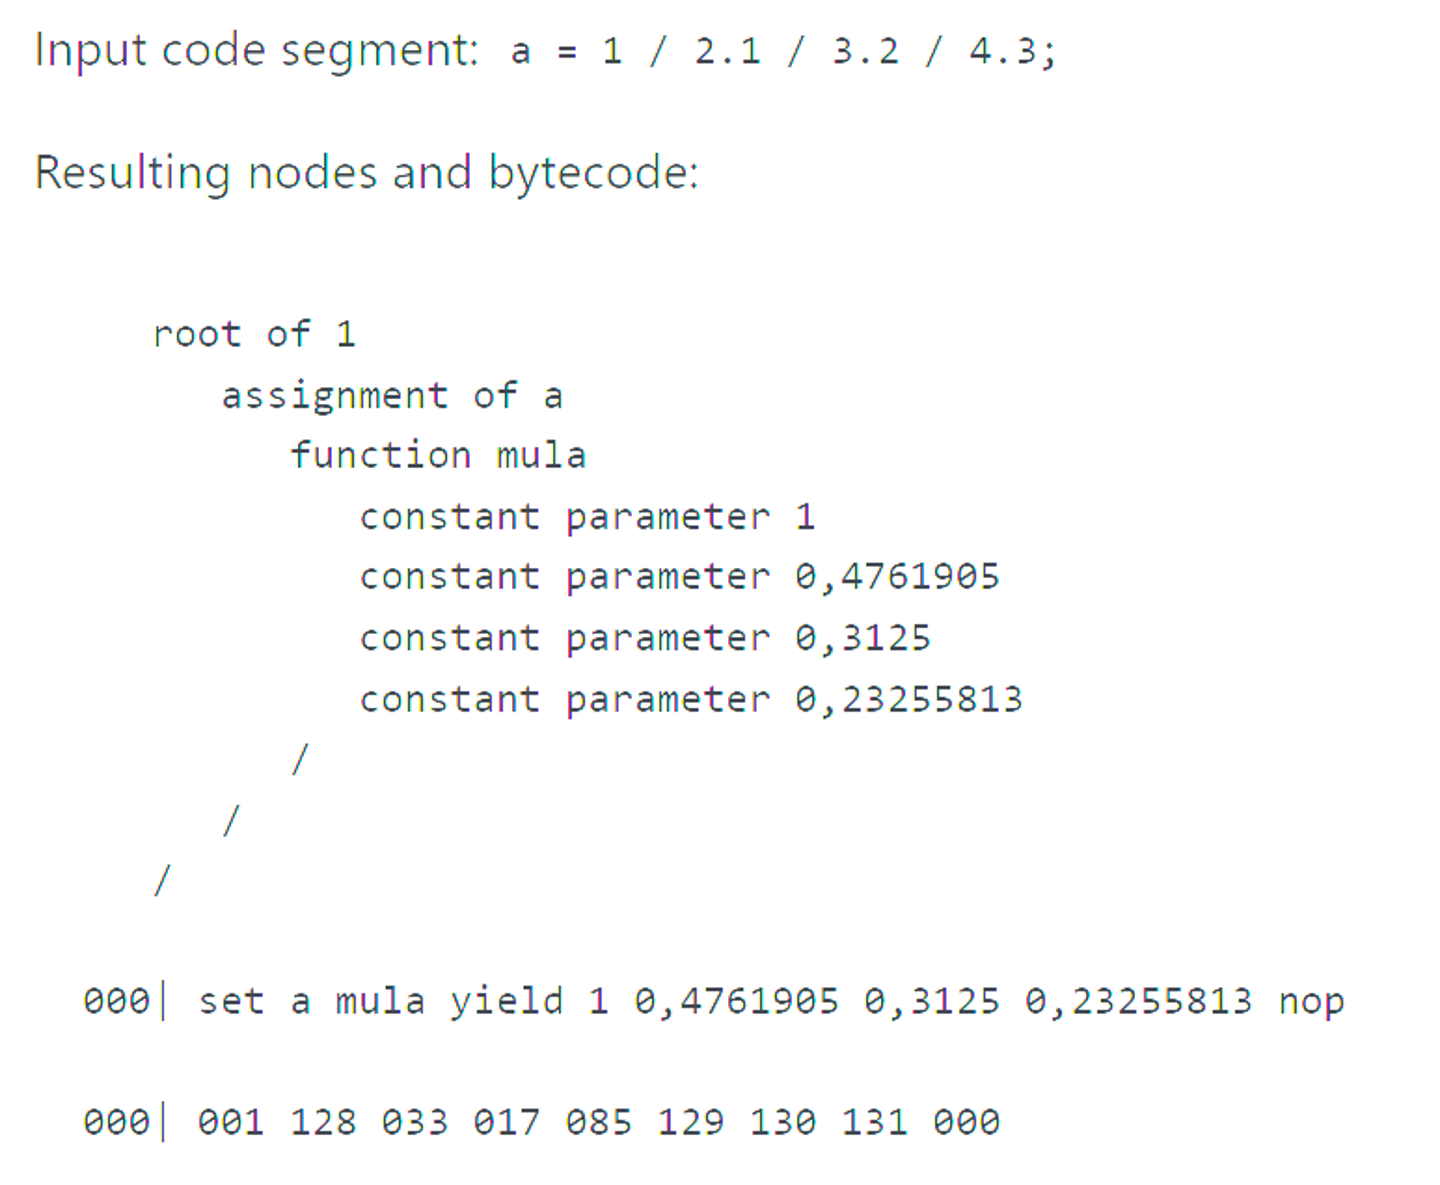 Input code segment: a = 1 / 2.1 / 3.2 / 4.3;
Resulting nodes and bytecode:
root of 1
assignment of a
function mula
constant parameter 1
constant parameter 0,4761905
constant parameter 0,3125
constant parameter 0,23255813
/
/
/
000| set a mula yield 1 0,4761905 0,3125 0,23255813 nop
000| 001 128 033 017 085 129 130 131 000